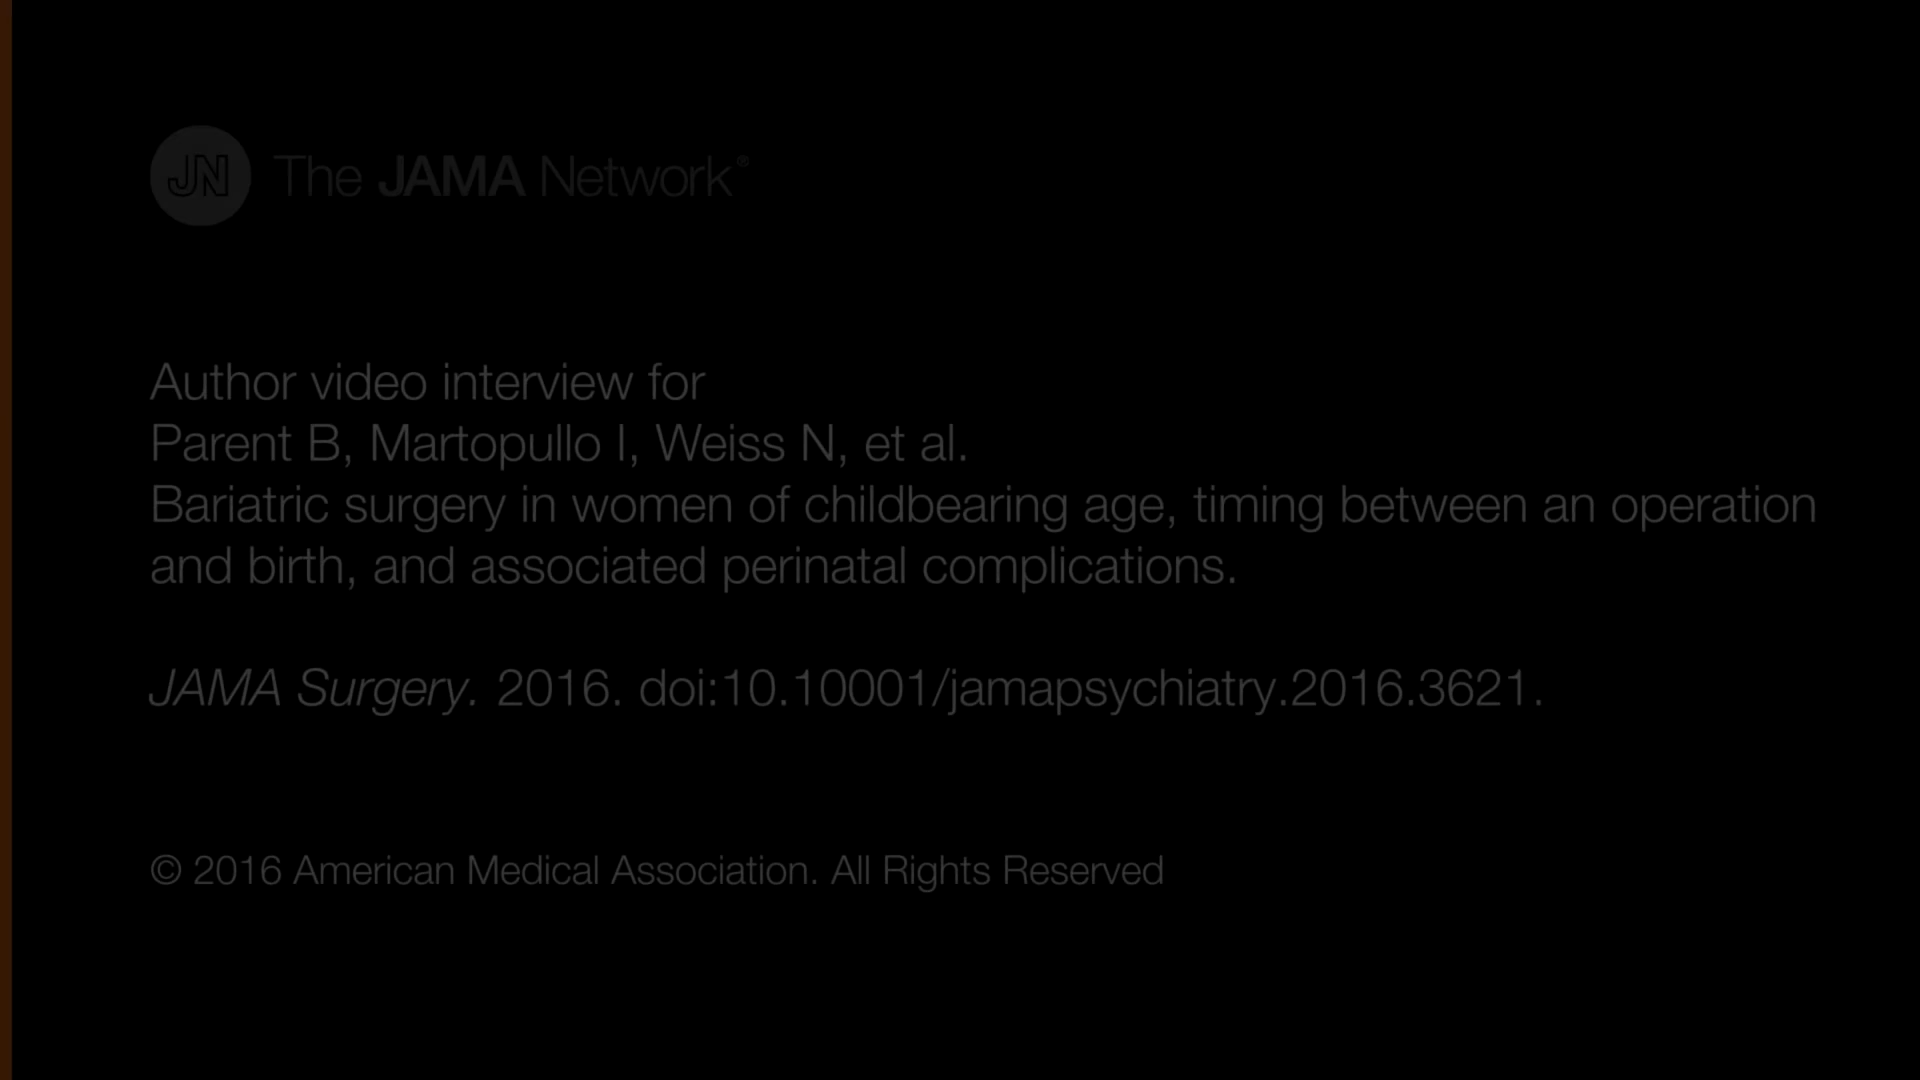 JN The JAMA Network®
Author video interview for
Parent B, Martopullo I, Weiss N, et al.
Bariatric surgery in women of childbearing age, timing between an operation
and birth, and associated perinatal complications.
JAMA Surgery. 2016. doi:10.10001/jamapsychiatry.2016.3621.
© 2016 American Medical Association. All Rights Reserved